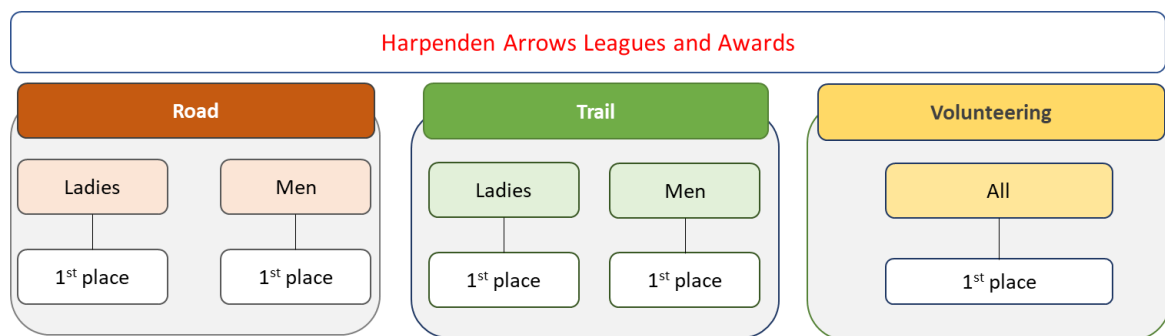 Harpenden Arrows Leagues and Awards
Road
Trail
Volunteering
Ladies
Men
Ladies
Men
All
1st place
1st place
1st place
1st place
1st place